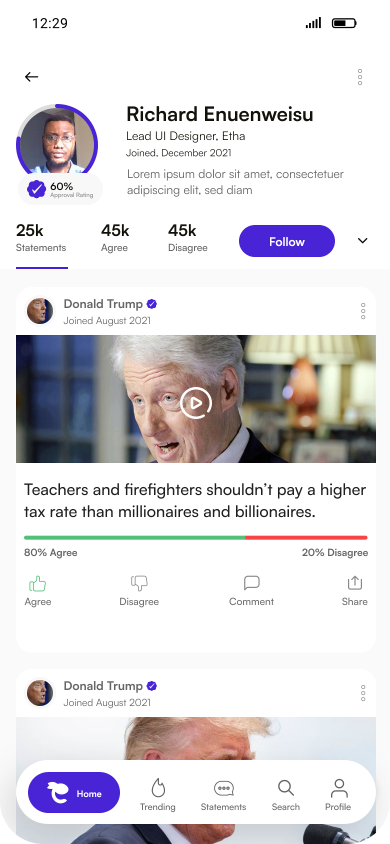 12:29
Richard Enuenweisu
Lead UI Designer, Etha
Joined, December 2021
Lorem ipsum dolor sit amet, consectetuer
adipiscing elit, sed diam
60%
Approval Rating
25k
Statements
45k
Agree
45k
Disagree
Follow
Donald Trump
Joined August 2021
Teachers and firefighters shouldn't pay a higher
tax rate than millionaires and billionaires.
80% Agree
20% Disagree
Agree
Disagree
Comment
Share
Donald Trump
Joined August 2021
Home
Trending
Statements
Search
Profile